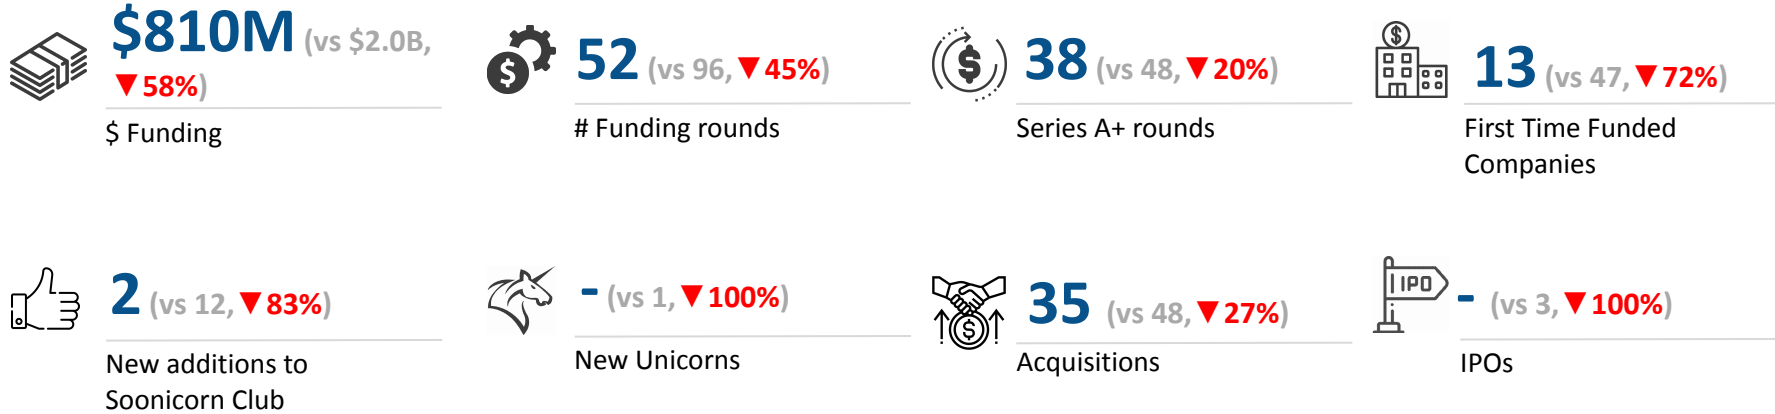 $810M (vs $2.0B,
▼58%)
$ Funding
52 (vs 96, ▼45%)
# Funding rounds
38 (vs 48, ▼20%)
Series A+ rounds
13 (vs 47, ▼72%)
First Time Funded
Companies
2 (vs 12, ▼83%)
New additions to
Soonicorn Club
- (vs 1, ▼100%)
New Unicorns
35 (vs 48, ▼27%)
Acquisitions
IPO
- (vs 3, ▼100%)
IPOs